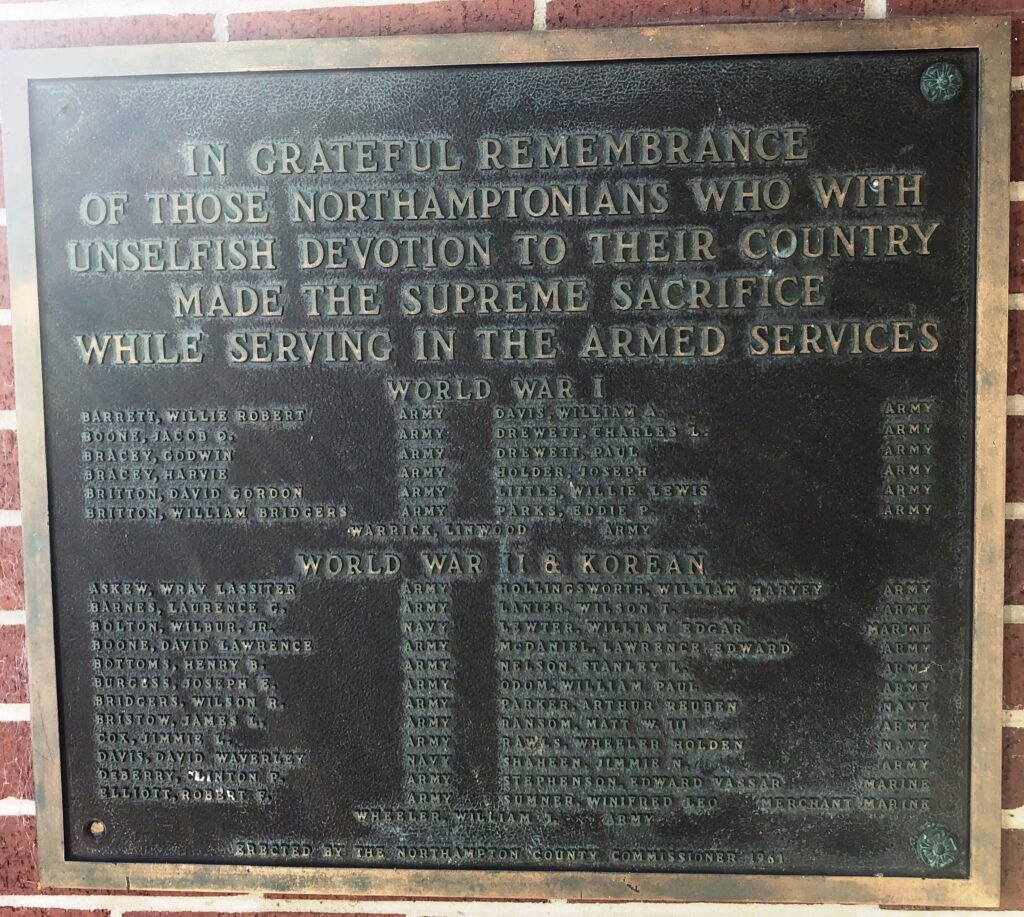 IN GRATEFUL REMEMBRANCE
OF THOSE NORTHAMPTONIANS WHO WITH
UNSELFISH DEVOTION TO THEIR COUNTRY
MADE THE SUPREME SACRIFICE
WHILE SERVING IN THE ARMED SERVICES
WORLD WAR I
BARRETT, WILLIE ROBERT ARMY DAVIS, WILLIAM A. ARMY
BOONE, JACOB O. ARMY DREWETT, CHARLES L. ARMY
BRACEY, GODWIN ARMY DREWETT, PAUL ARMY
BRACEY, HARVIE ARMY HOLDER, JOSEPH ARMY
BRITTON, DAVID GORDON ARMY LITTLE, WILLIE LEWIS ARMY
BRITTON, WILLIAM BRIDGERS ARMY PARKS, EDDIE P. ARMY
WARRICK, LINWOOD ARMY
WORLD WAR II & KOREAN
ASKEW, WRAY LASSITER ARMY HOLLINGSWORTH, WILLIAM HARVEY ARMY
BARNES, LAURENCE G. ARMY LANIER, WILSON T. ARMY
BOLTON, WILBUR, JR. NAVY LEWTER, WILLIAM EDGAR MARINE
BOONE, DAVID LAWRENCE ARMY McDANIEL, LAWRENCE EDWARD ARMY
BOTTOMS, HENRY B. ARMY NELSON, STANLEY L. ARMY
BURGESS, JOSEPH E. ARMY ODOM, WILLIAM PAUL ARMY
BRIDGERS, WILSON R. ARMY PARKER, ARTHUR REUBEN NAVY
BRISTOW, JAMES L. ARMY RANSOM, MATT W. III ARMY
COX, JIMMIE L. ARMY RAWLS, WHEELER HOLDEN NAVY
DAVIS, DAVID WAVERLEY NAVY SHAHEEN, JIMMIE N. ARMY
DEBERRY, CLINTON P. ARMY STEPHENSON, EDWARD VASSAR MARINE
ELLIOTT, ROBERT F. ARMY SUMNER, WINIFRED LEO MERCHANT MARINE
WHEELER, WILLIAM J. ARMY
ERECTED BY THE NORTHAMPTON COUNTY COMMISSIONER 1961